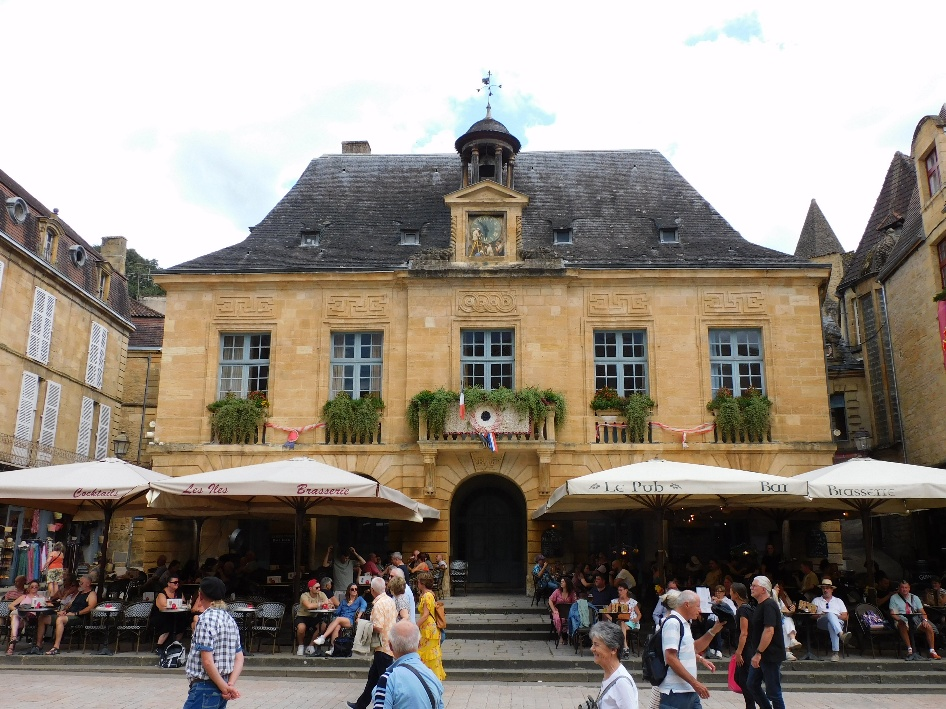 Cocktails
Les Iles Brasserie
Le Pub Bar
Brasserie